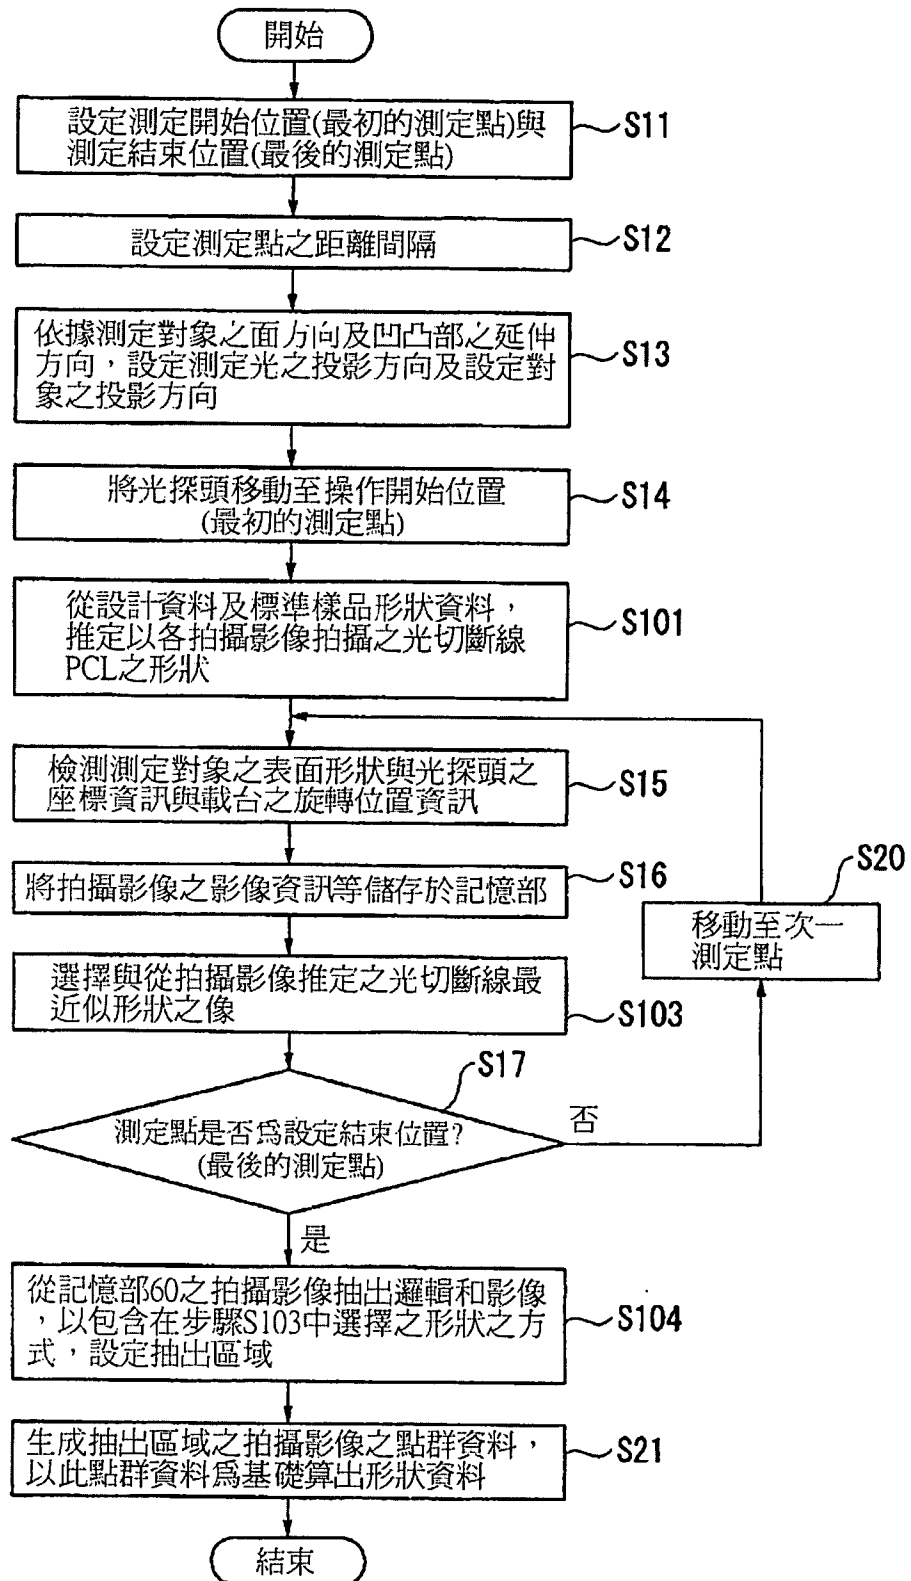 開始
設定測定開始位置(最初的測定點)與
測定結束位置(最後的測定點)
S11
設定測定點之距離間隔
S12
依據測定對象之面方向及凹凸部之延伸
方向，設定測定光之投影方向及設定對
象之投影方向
S13
將光探頭移動至操作開始位置
(最初的測定點)
S14
從設計資料及標準樣品形狀資料，
推定以各拍攝影像拍攝之光切斷線
PCL之形狀
S101
檢測測定對象之表面形狀與光探頭之
座標資訊與載台之旋轉位置資訊
S15
將拍攝影像之影像資訊等儲存於記憶部
S16
選擇與從拍攝影像推定之光切斷線最
近似形狀之像
S103
S20
移動至次一
測定點
S17
測定點是否爲設定結束位置?
(最後的測定點)
否
是
從記憶部60之拍攝影像抽出邏輯和影像
，以包含在步驟S103中選擇之形狀之方
式，設定抽出區域
S104
生成抽出區域之拍攝影像之點群資料，
以此點群資料爲基礎算出形狀資料
S21
結束